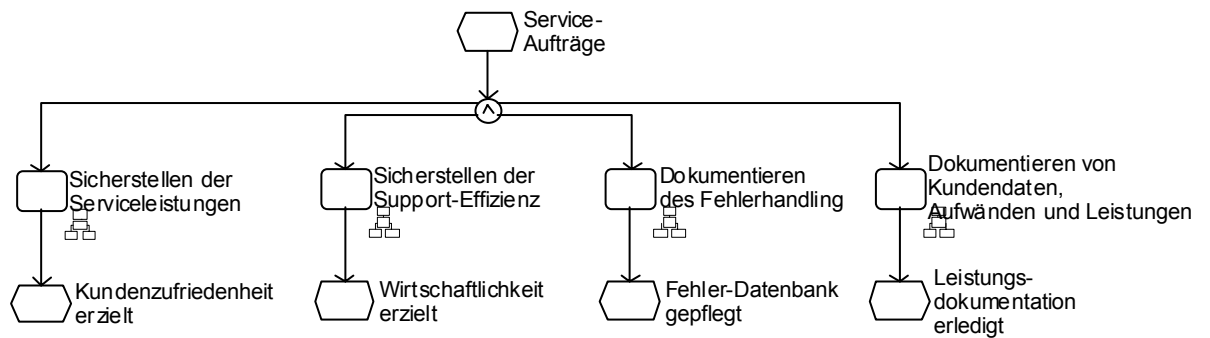 Service-
Aufträge
^
Sicherstellen der
Serviceleistungen
Sicherstellen der
Support-Effizienz
Dokumentieren
des Fehlerhandling
Dokumentieren von
Kundendaten,
Aufwänden und Leistungen
Kundenzufriedenheit
erzielt
Wirtschaftlichkeit
erzielt
Fehler-Datenbank
gepflegt
Leistungs-
dokumentation
erledigt